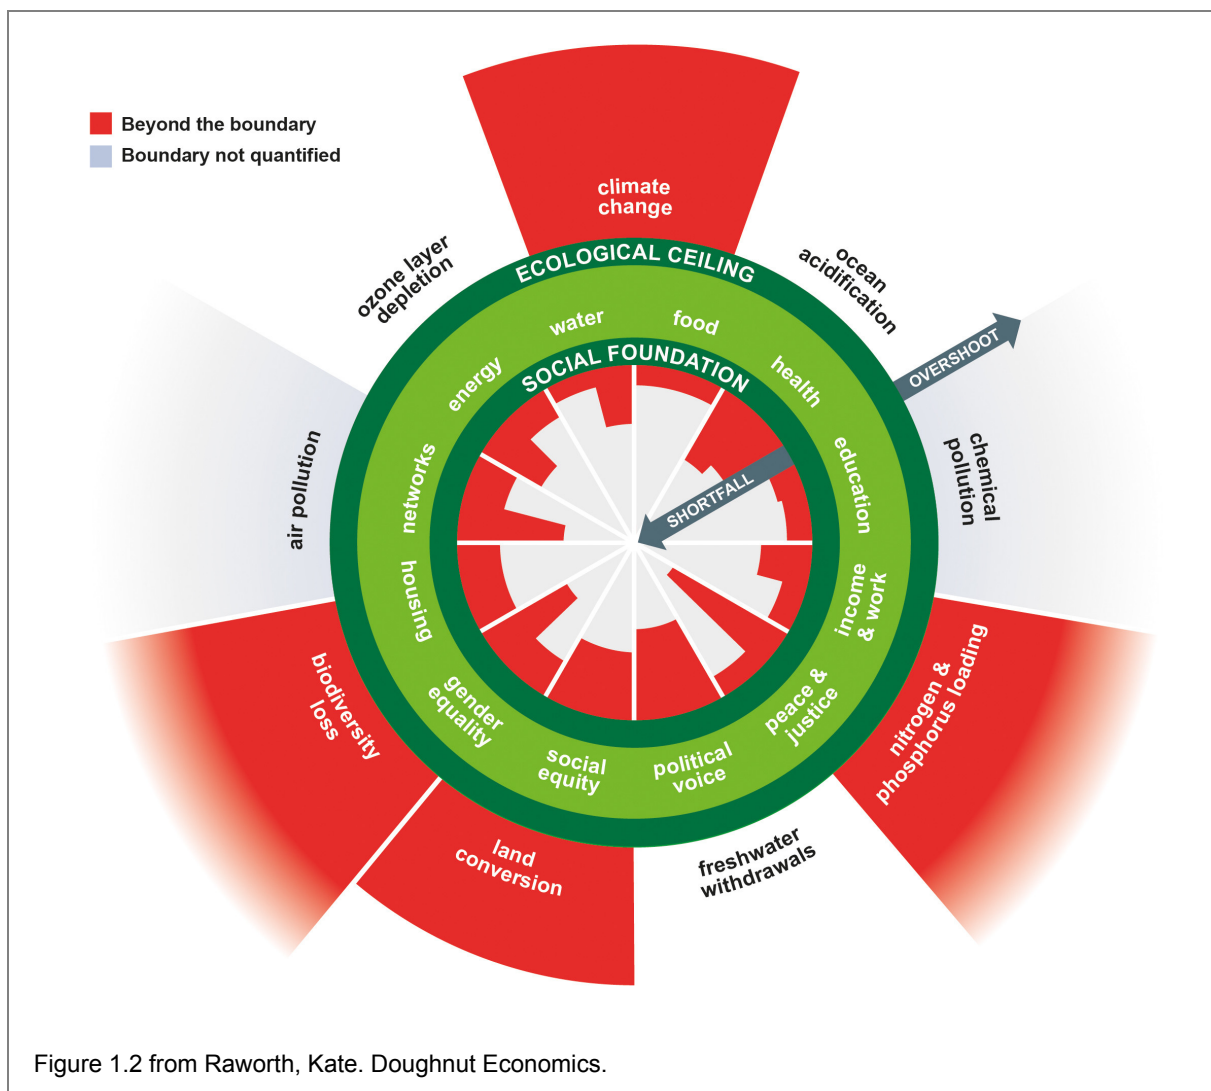 Beyond the boundary
Boundary not quantified
climate
change
ozone layer
depletion
ocean
acidification
OVERSHOOT
chemical
pollution
nitrogen &
phosphorus loading
freshwater
withdrawals
land
conversion
biodiversity
loss
air pollution
ECOLOGICAL CEILING
water
food
health
education
income
& work
peace &
justice
political
voice
social
equity
gender
equality
housing
networks
energy
SOCIAL FOUNDATION
SHORTFALL
Figure 1.2 from Raworth, Kate. Doughnut Economics.